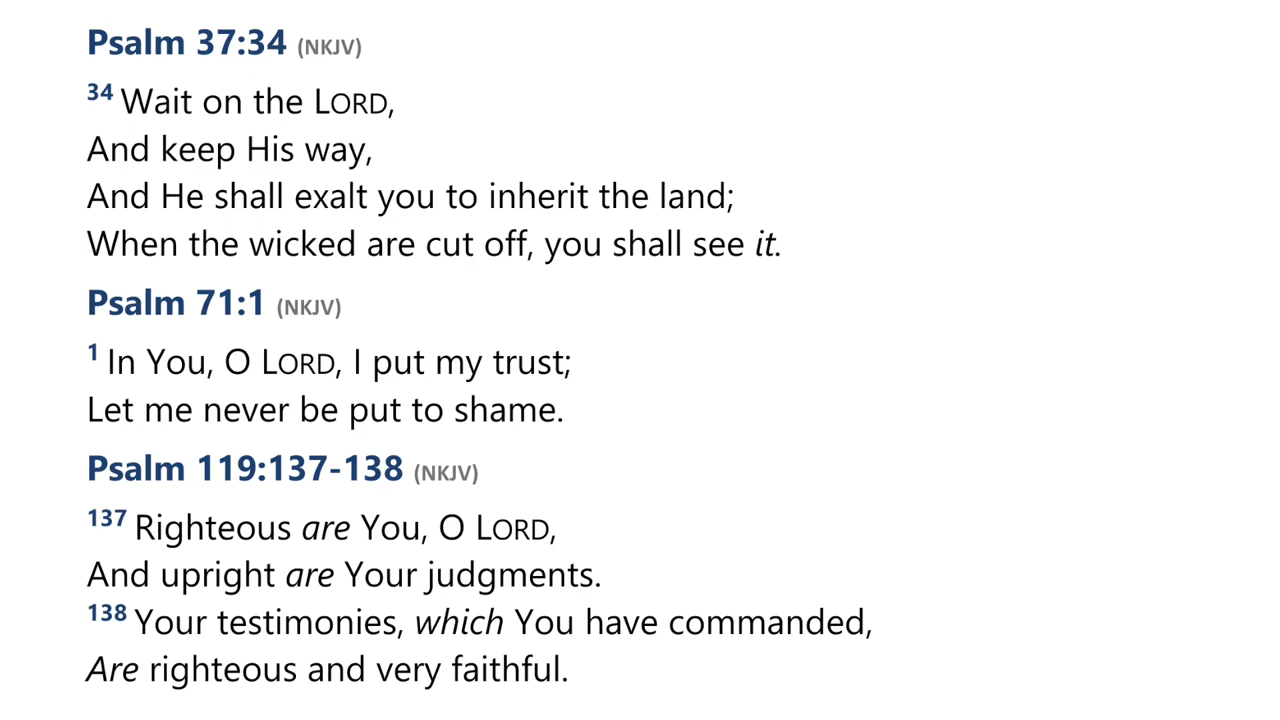 Psalm 37:34 (NKJV)
34 Wait on the LORD,
And keep His way,
And He shall exalt you to inherit the land;
When the wicked are cut off, you shall see it.
Psalm 71:1 (NKJV)
1 In You, O LORD, I put my trust;
Let me never be put to shame.
Psalm 119:137-138 (NKJV)
137 Righteous are You, O LORD,
And upright are Your judgments.
138 Your testimonies, which You have commanded,
Are righteous and very faithful.